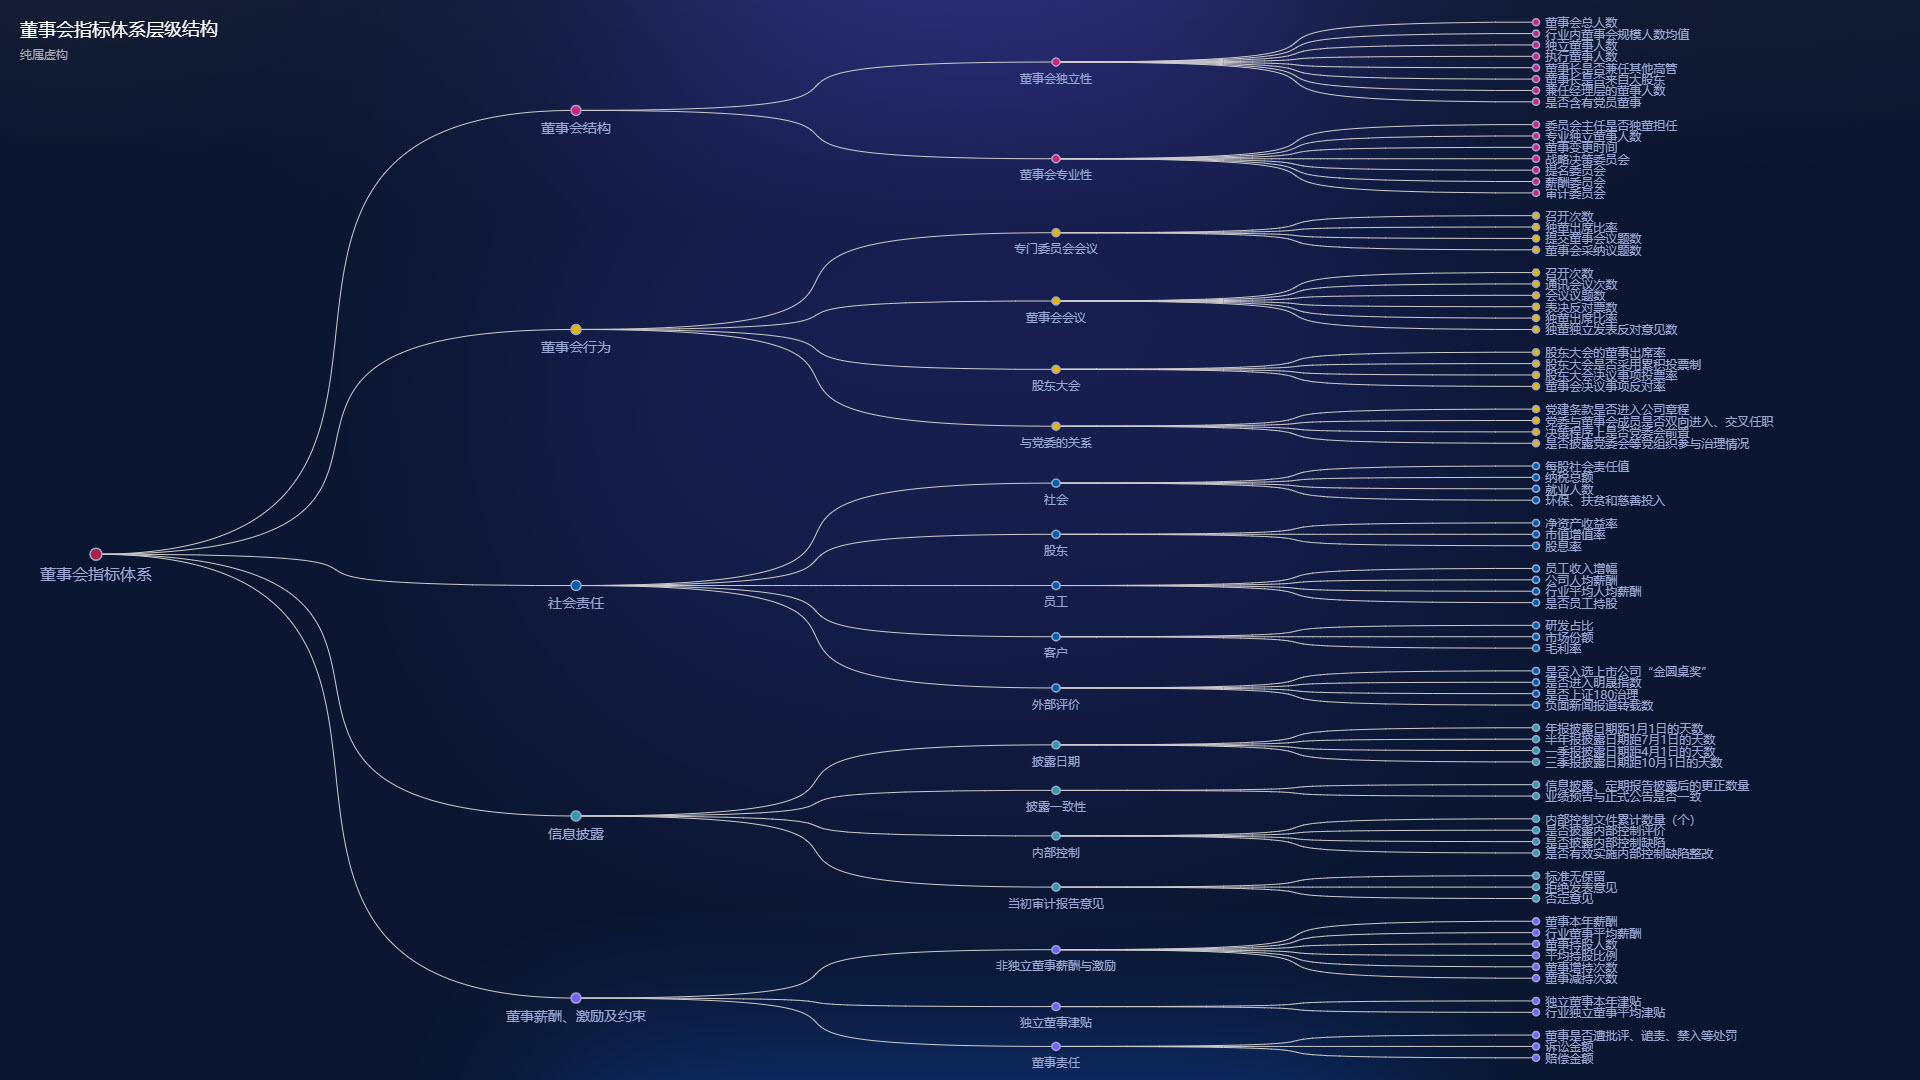 董事会指标体系层级结构
纯属虚构
董事会指标体系
董事会结构
董事会独立性
董事会总人数
行业内董事会规模人数均值
独立董事人数
执行董事人数
董事长是否兼任其他高管
董事长是否来自大股东
兼任经理层的董事人数
是否含有党员董事
董事会专业性
委员会主任是否独董担任
专业独立董事人数
董事变更时间
战略决策委员会
提名委员会
薪酬委员会
审计委员会
董事会行为
专门委员会会议
召开次数
独董出席比率
提交董事会议题数
董事会采纳议题数
董事会会议
召开次数
通讯会议次数
会议议题数
表决反对票数
独董出席比率
独董独立发表反对意见数
股东大会
股东大会的董事出席率
股东大会是否采用累积投票制
股东大会决议事项投票率
董事会决议事项反对率
与党委的关系
党建条款是否进入公司章程
党委与董事会成员是否双向进入、交叉任职
决策程序上是否党委会前置
是否披露党委会等党组织参与治理情况
社会责任
社会
每股社会责任值
纳税总额
就业人数
环保、扶贫和慈善投入
股东
净资产收益率
市值增值率
股息率
员工
员工收入增幅
公司人均薪酬
行业平均人均薪酬
是否员工持股
客户
研发占比
市场份额
毛利率
外部评价
是否入选上市公司“金圆桌奖”
是否进入明晟指数
是否上证180治理
负面新闻报道转载数
信息披露
披露日期
年报披露日期距1月1日的天数
半年报披露日期距7月1日的天数
一季报披露日期距4月1日的天数
三季报披露日期距10月1日的天数
披露一致性
信息披露、定期报告披露后的更正数量
业绩预告与正式公告是否一致
内部控制
内部控制文件累计数量（个）
是否披露内部控制评价
是否披露内部控制缺陷
是否有效实施内部控制缺陷整改
当初审计报告意见
标准无保留
拒绝发表意见
否定意见
董事薪酬、激励及约束
非独立董事薪酬与激励
董事本年薪酬
行业董事平均薪酬
董事持股人数
平均持股比例
董事增持次数
董事减持次数
独立董事津贴
独立董事本年津贴
行业独立董事平均津贴
董事责任
董事是否遭批评、谴责、禁入等处罚
诉讼金额
赔偿金额